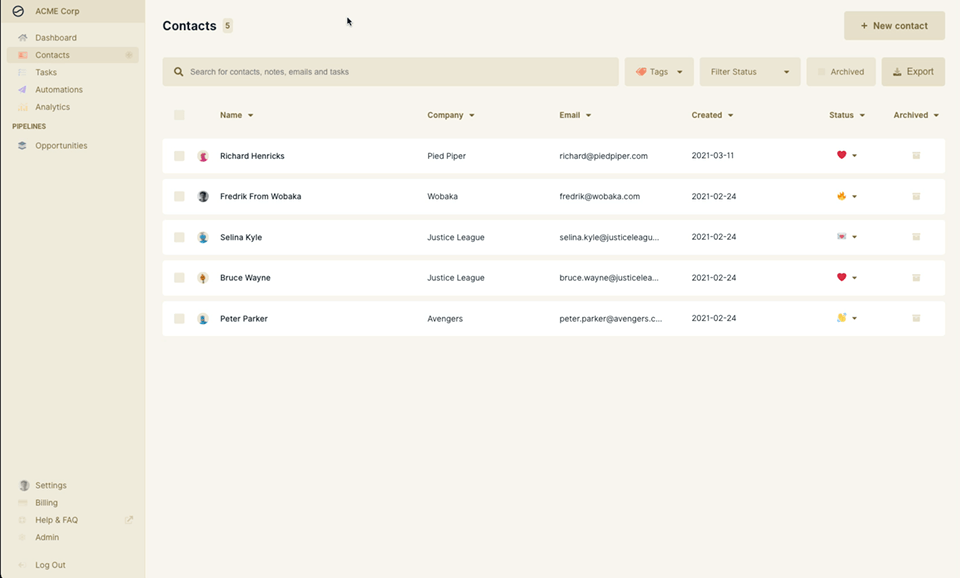 ACME Corp
Dashboard
Contacts
Tasks
Automations
Analytics
PIPELINES
Opportunities
Settings
Billing
Help & FAQ
Admin
Log Out
Contacts 5
+ New contact
Search for contacts, notes, emails and tasks
Tags
Filter Status
Archived
Export
Name Company Email Created Status Archived
Richard Henricks Pied Piper richard@piedpiper.com 2021-03-11
Fredrik From Wobaka Wobaka fredrik@wobaka.com 2021-02-24
Selina Kyle Justice League selina.kyle@justiceleagu... 2021-02-24
Bruce Wayne Justice League bruce.wayne@justicelea... 2021-02-24
Peter Parker Avengers peter.parker@avengers.c... 2021-02-24